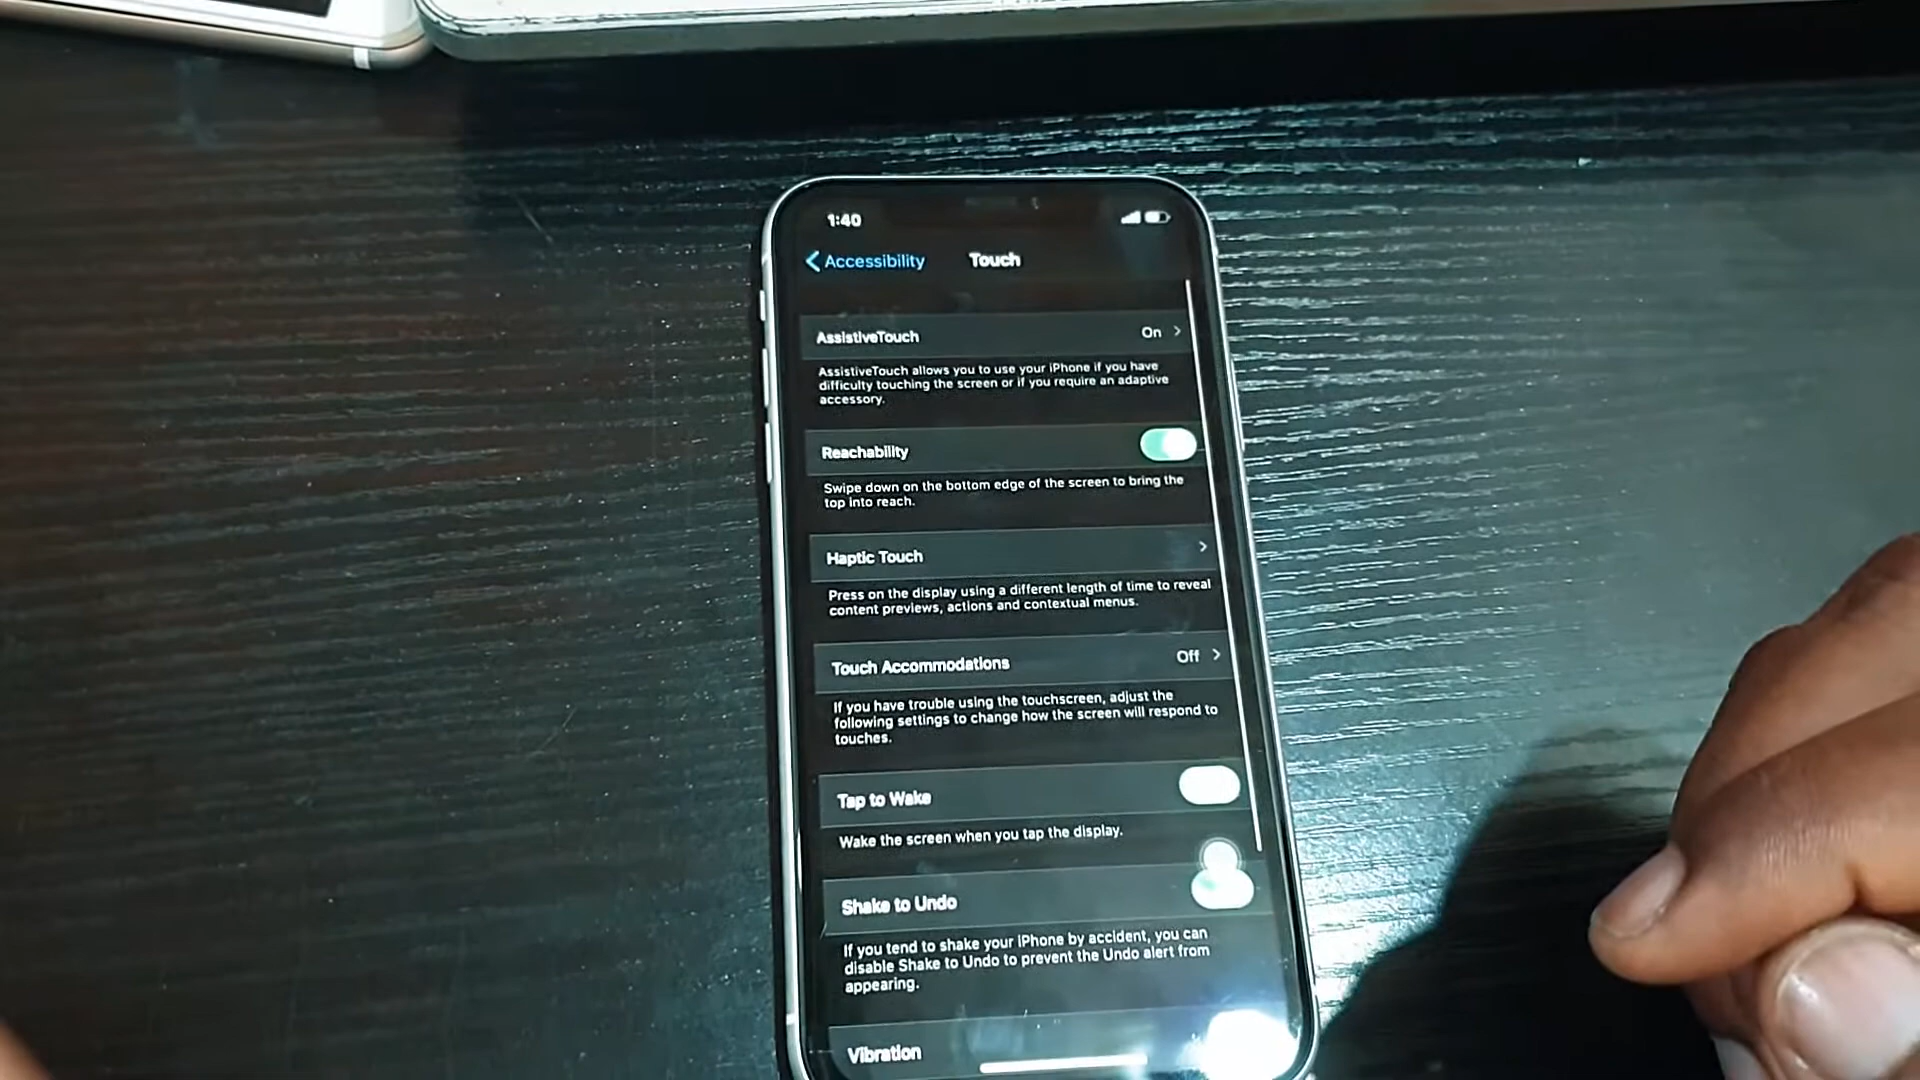 1:40
Accessibility
Touch
AssistiveTouch
On
AssistiveTouch allows you to use your iPhone if you have
difficulty touching the screen or if you require an adaptive
accessory.
Reachability
Swipe down on the bottom edge of the screen to bring the
top into reach.
Haptic Touch
Press on the display using a different length of time to reveal
content previews, actions and contextual menus.
Touch Accommodations
Off
If you have trouble using the touchscreen, adjust the
following settings to change how the screen will respond to
touches.
Tap to Wake
Wake the screen when you tap the display.
Shake to Undo
If you tend to shake your iPhone by accident, you can
disable Shake to Undo to prevent the Undo alert from
appearing.
Vibration